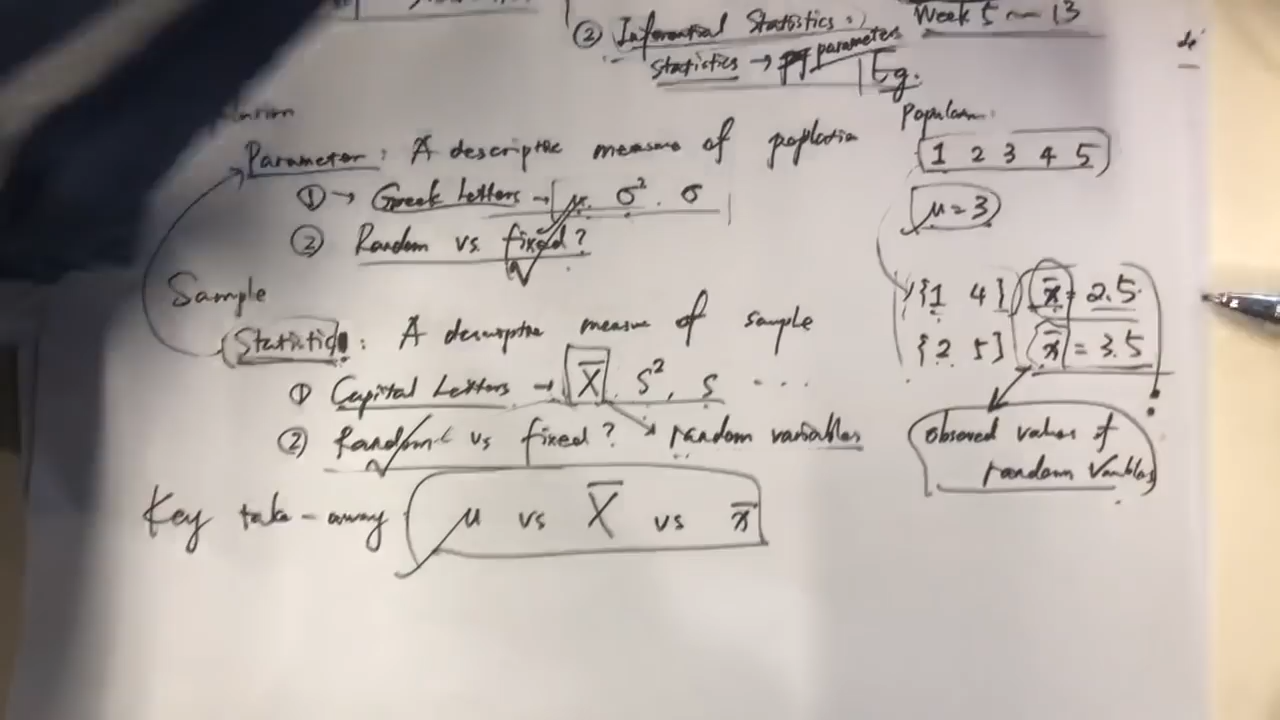 ② Inferential Statistics:
Week 5 ~ 13
Statistics → parameters
Eg.
Parameter: A descriptive measure of poplation
① → Greek Letters → μ, σ². σ
② Random vs. fixed?
Sample
Statistic: A descriptive measure of sample
① Capital Letters → X̅, S², S ...
② Random vs fixed? random variables
Key take-away μ vs X̅ vs x̅
1 2 3 4 5
μ = 3
{1 4} x̅ = 2.5
{2 5} x̅ = 3.5
observed values of
random Variables